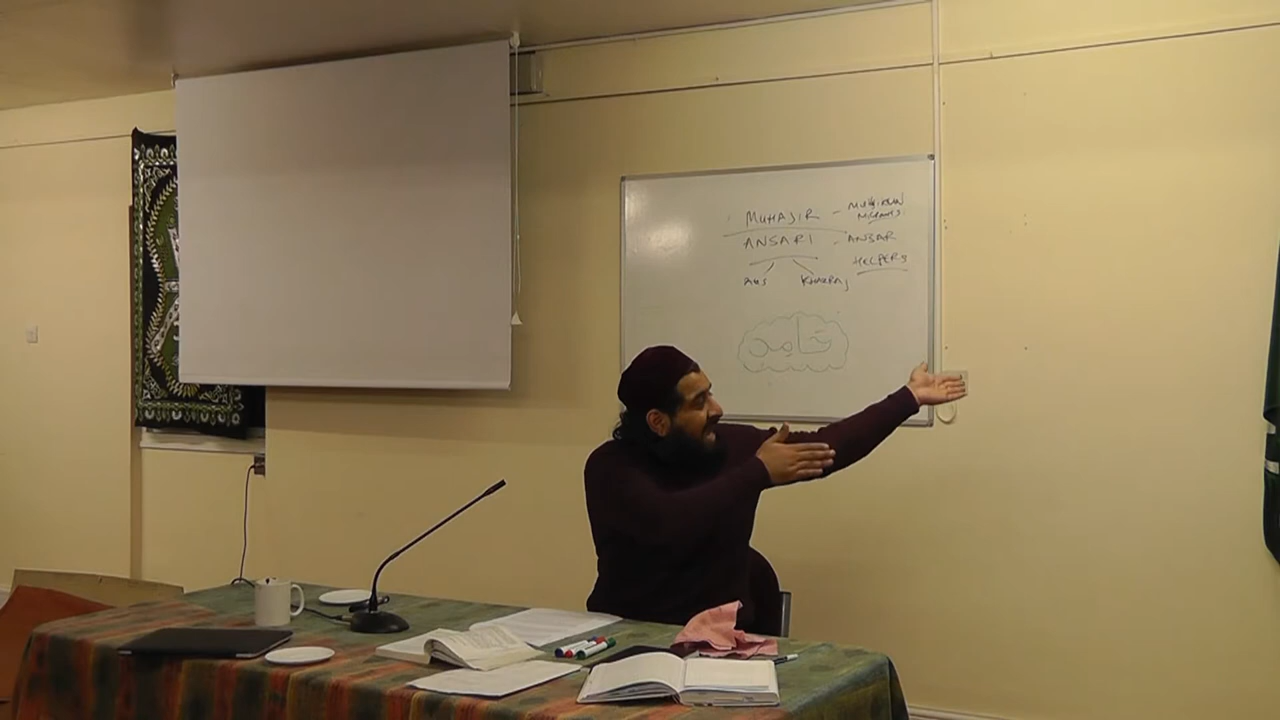 MUHAJIR - MUHAJIRUN
MIGRANTS
ANSARI - ANSAR
HELPERS
AUS KHAZRAJ